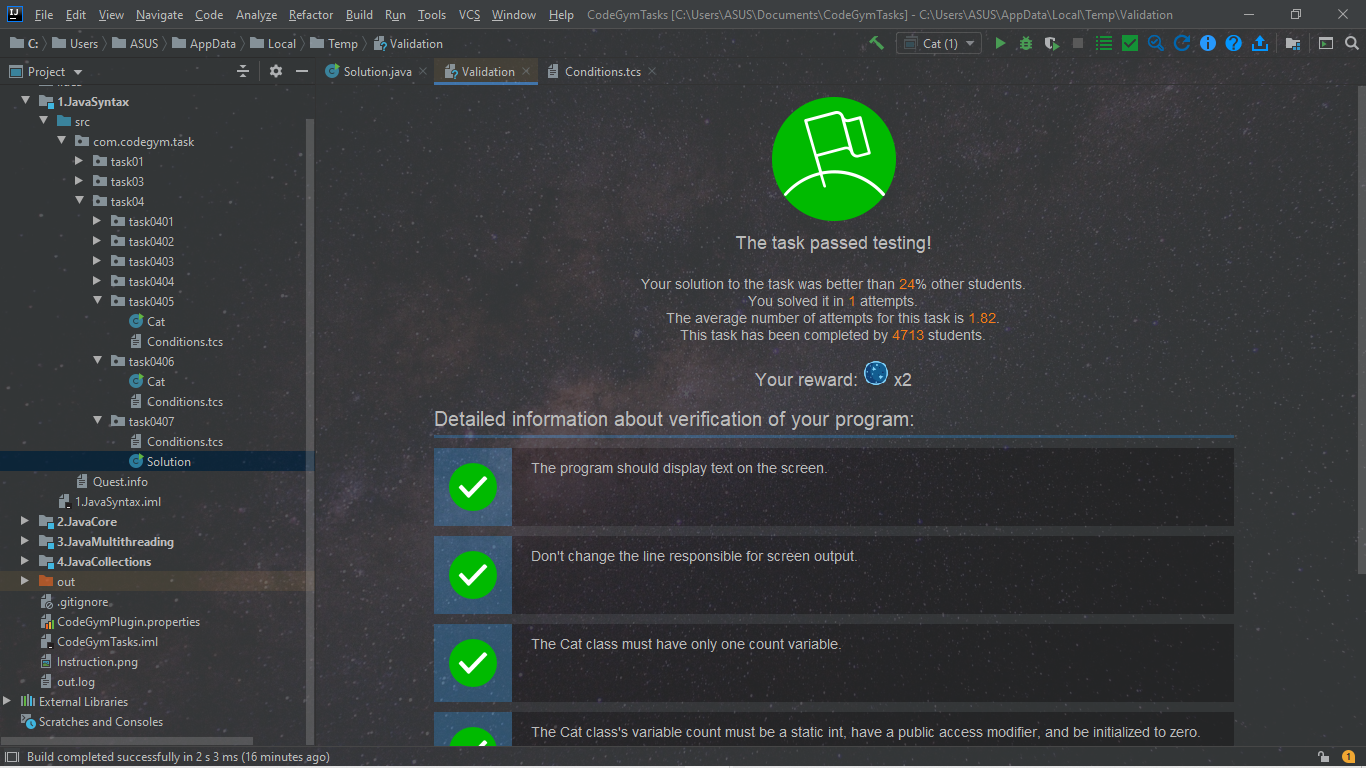 File Edit View Navigate Code Analyze Refactor Build Run Tools VCS Window Help CodeGymTasks [C:\Users\ASUS\Documents\CodeGymTasks] - C:\Users\ASUS\AppData\Local\Temp\Validation
C: Users ASUS AppData Local Temp Validation Cat (1)
Project Solution.java Validation Conditions.tcs
1.JavaSyntax
src
com.codegym.task
task01
task03
task04
task0401
task0402
task0403
task0404
task0405
Cat
Conditions.tcs
task0406
Cat
Conditions.tcs
task0407
Conditions.tcs
Solution
Quest.info
1.JavaSyntax.iml
2.JavaCore
3.JavaMultithreading
4.JavaCollections
out
.gitignore
CodeGymPlugin.properties
CodeGymTasks.iml
Instruction.png
out.log
External Libraries
Scratches and Consoles
The task passed testing!
Your solution to the task was better than 24% other students.
You solved it in 1 attempts.
The average number of attempts for this task is 1.82.
This task has been completed by 4713 students.
Your reward: x2
Detailed information about verification of your program:
The program should display text on the screen.
Don't change the line responsible for screen output.
The Cat class must have only one count variable.
The Cat class's variable count must be a static int, have a public access modifier, and be initialized to zero.
Build completed successfully in 2 s 3 ms (16 minutes ago) 1